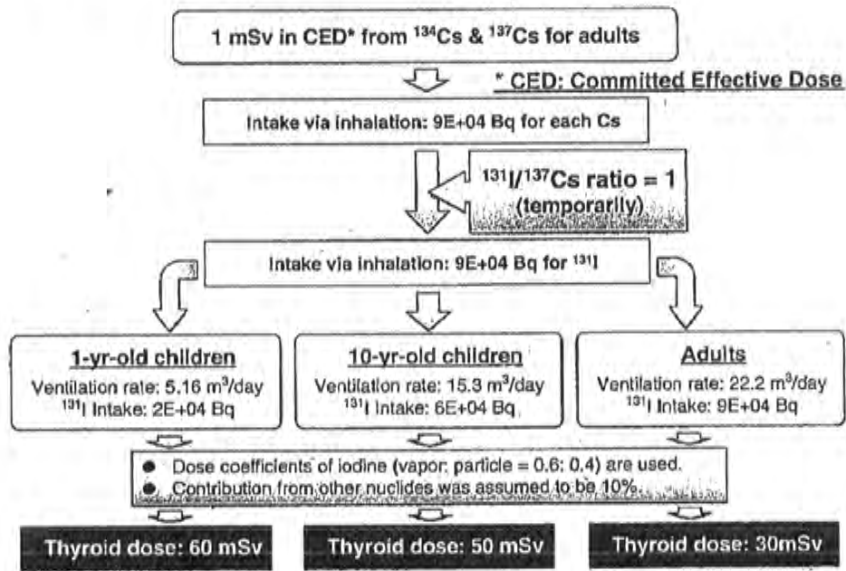 1 mSv in CED* from ¹³⁴Cs & ¹³⁷Cs for adults
* CED: Committed Effective Dose
Intake via inhalation: 9E+04 Bq for each Cs
¹³¹I/¹³⁷Cs ratio = 1
(temporarily)
Intake via inhalation: 9E+04 Bq for ¹³¹I
1-yr-old children
Ventilation rate: 5.16 m³/day
¹³¹I Intake: 2E+04 Bq
10-yr-old children
Ventilation rate: 15.3 m³/day
¹³¹I Intake: 6E+04 Bq
Adults
Ventilation rate: 22.2 m³/day
¹³¹I Intake: 9E+04 Bq
● Dose coefficients of iodine (vapor: particle = 0.6: 0.4) are used.
● Contribution from other nuclides was assumed to be 10%.
Thyroid dose: 60 mSv
Thyroid dose: 50 mSv
Thyroid dose: 30mSv